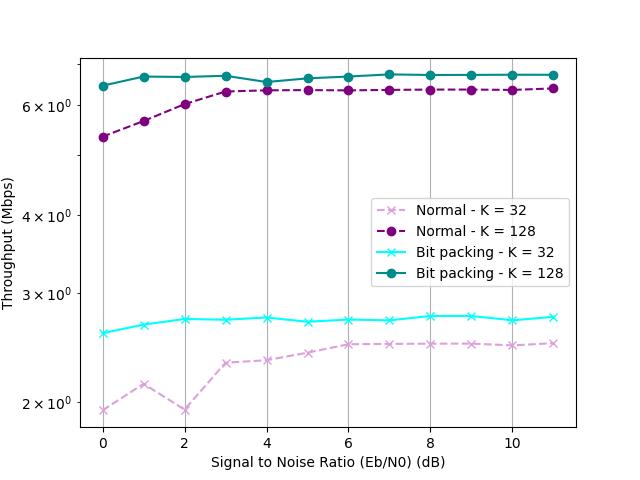 6 × 10⁰
4 × 10⁰
3 × 10⁰
2 × 10⁰
Throughput (Mbps)
Normal - K = 32
Normal - K = 128
Bit packing - K = 32
Bit packing - K = 128
0 2 4 6 8 10
Signal to Noise Ratio (Eb/N0) (dB)